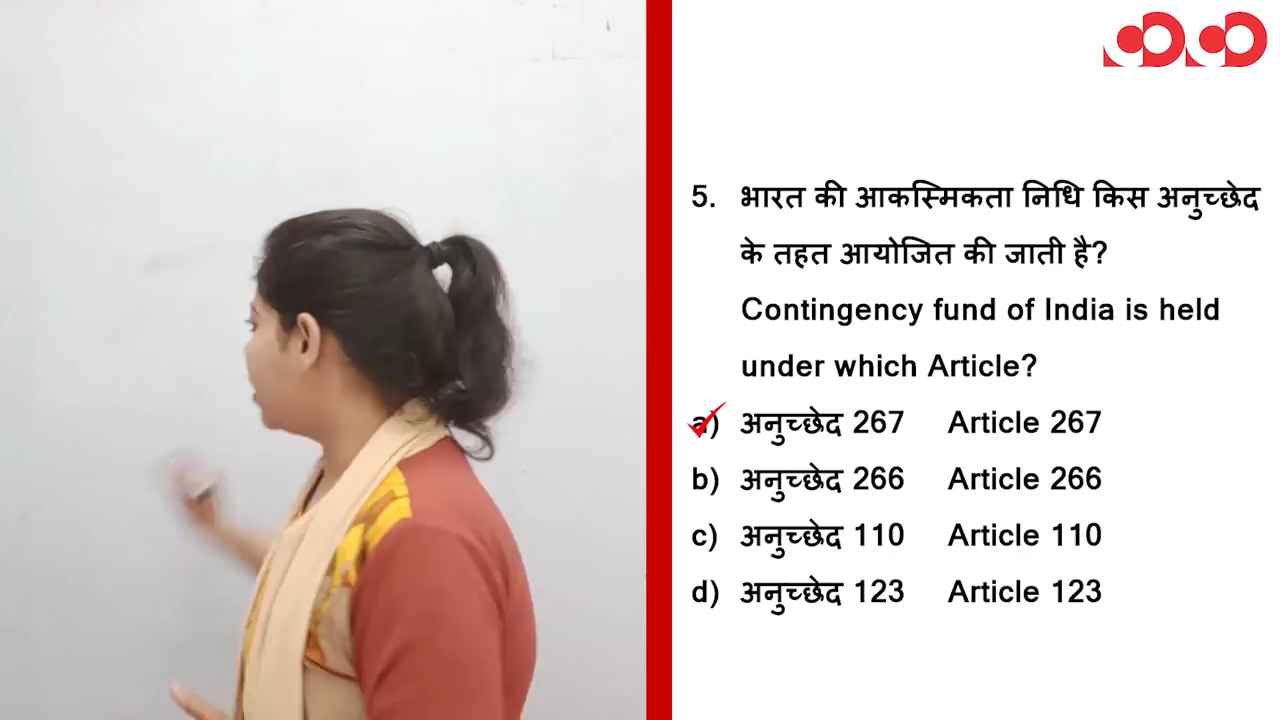 5. भारत की आकस्मिकता निधि किस अनुच्छेद
के तहत आयोजित की जाती है?
Contingency fund of India is held
under which Article?
a) अनुच्छेद 267 Article 267
b) अनुच्छेद 266 Article 266
c) अनुच्छेद 110 Article 110
d) अनुच्छेद 123 Article 123